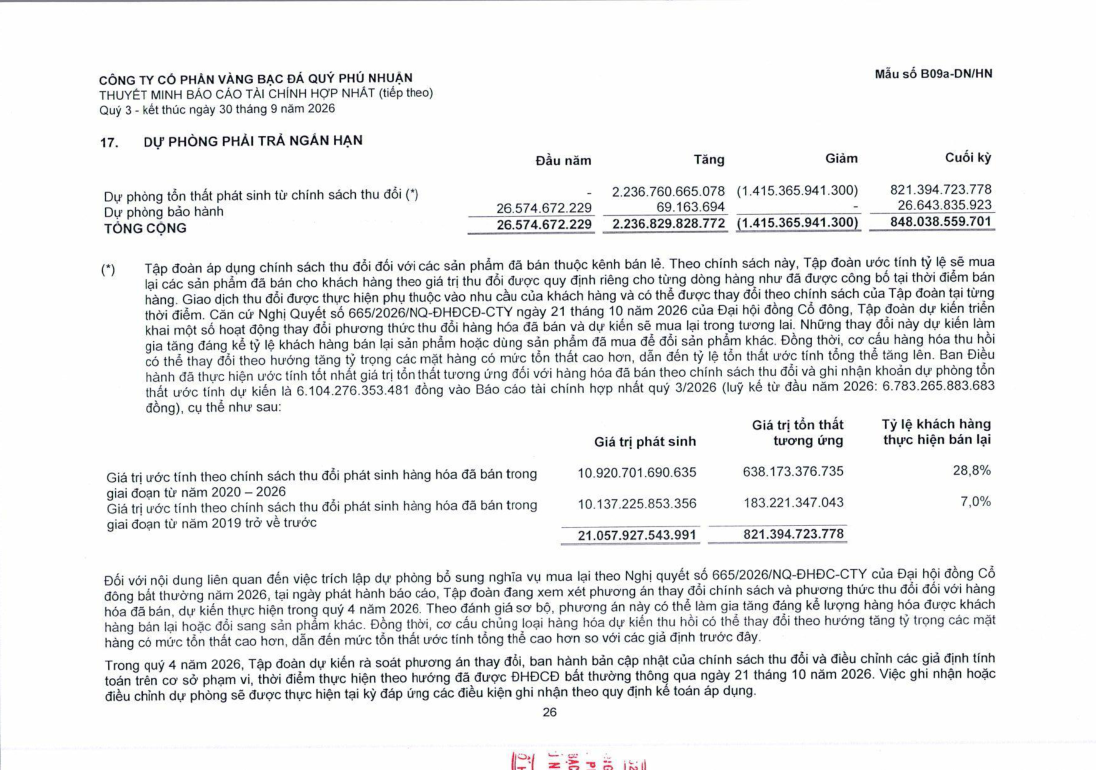 CÔNG TY CỔ PHẦN VÀNG BẠC ĐÁ QUÝ PHÚ NHUẬN
Mẫu số B09a-DN/HN
THUYẾT MINH BÁO CÁO TÀI CHÍNH HỢP NHẤT (tiếp theo)
Quý 3 - kết thúc ngày 30 tháng 9 năm 2026
17. DỰ PHÒNG PHẢI TRẢ NGẮN HẠN
Đầu năm Tăng Giảm Cuối kỳ
Dự phòng tổn thất phát sinh từ chính sách thu đổi (*) - 2.236.760.665.078 (1.415.365.941.300) 821.394.723.778
Dự phòng bảo hành 26.574.672.229 69.163.694 - 26.643.835.923
TỔNG CỘNG 26.574.672.229 2.236.829.828.772 (1.415.365.941.300) 848.038.559.701
(*) Tập đoàn áp dụng chính sách thu đổi đối với các sản phẩm đã bán thuộc kênh bán lẻ. Theo chính sách này, Tập đoàn ước tính tỷ lệ sẽ mua
lại các sản phẩm đã bán cho khách hàng theo giá trị thu đổi được quy định riêng cho từng dòng hàng như đã được công bố tại thời điểm bán
hàng. Giao dịch thu đổi được thực hiện phụ thuộc vào nhu cầu của khách hàng và có thể được thay đổi theo chính sách của Tập đoàn tại từng
thời điểm. Căn cứ Nghị Quyết số 665/2026/NQ-ĐHĐCĐ-CTY ngày 21 tháng 10 năm 2026 của Đại hội đồng Cổ đông, Tập đoàn dự kiến triển
khai một số hoạt động thay đổi phương thức thu đổi hàng hóa đã bán và dự kiến sẽ mua lại trong tương lai. Những thay đổi này dự kiến làm
gia tăng đáng kể tỷ lệ khách hàng bán lại sản phẩm hoặc dùng sản phẩm đã mua để đổi sản phẩm khác. Đồng thời, cơ cấu hàng hóa thu hồi
có thể thay đổi theo hướng tăng tỷ trọng các mặt hàng có mức tổn thất cao hơn, dẫn đến tỷ lệ tổn thất ước tính tổng thể tăng lên. Ban Điều
hành đã thực hiện ước tính tốt nhất giá trị tổn thất tương ứng đối với hàng hóa đã bán theo chính sách thu đổi và ghi nhận khoản dự phòng tổn
thất ước tính dự kiến là 6.104.276.353.481 đồng vào Báo cáo tài chính hợp nhất quý 3/2026 (luỹ kế từ đầu năm 2026: 6.783.265.883.683
đồng), cụ thể như sau:
Giá trị phát sinh Giá trị tổn thất tương ứng Tỷ lệ khách hàng thực hiện bán lại
Giá trị ước tính theo chính sách thu đổi phát sinh hàng hóa đã bán trong 10.920.701.690.635 638.173.376.735 28,8%
giai đoạn từ năm 2020 – 2026
Giá trị ước tính theo chính sách thu đổi phát sinh hàng hóa đã bán trong 10.137.225.853.356 183.221.347.043 7,0%
giai đoạn từ năm 2019 trở về trước
21.057.927.543.991 821.394.723.778
Đối với nội dung liên quan đến việc trích lập dự phòng bổ sung nghĩa vụ mua lại theo Nghị quyết số 665/2026/NQ-ĐHĐC-CTY của Đại hội đồng Cổ
đông bất thường năm 2026, tại ngày phát hành báo cáo, Tập đoàn đang xem xét phương án thay đổi chính sách và phương thức thu đổi đối với hàng
hóa đã bán, dự kiến thực hiện trong quý 4 năm 2026. Theo đánh giá sơ bộ, phương án này có thể làm gia tăng đáng kể lượng hàng hóa được khách
hàng bán lại hoặc đổi sang sản phẩm khác. Đồng thời, cơ cấu chủng loại hàng hóa dự kiến thu hồi có thể thay đổi theo hướng tăng tỷ trọng các mặt
hàng có mức tổn thất cao hơn, dẫn đến mức tổn thất ước tính tổng thể cao hơn so với các giả định trước đây.
Trong quý 4 năm 2026, Tập đoàn dự kiến rà soát phương án thay đổi, ban hành bản cập nhật của chính sách thu đổi và điều chỉnh các giả định tính
toán trên cơ sở phạm vi, thời điểm thực hiện theo hướng đã được ĐHĐCĐ bất thường thông qua ngày 21 tháng 10 năm 2026. Việc ghi nhận hoặc
điều chỉnh dự phòng sẽ được thực hiện tại kỳ đáp ứng các điều kiện ghi nhận theo quy định kế toán áp dụng.
26